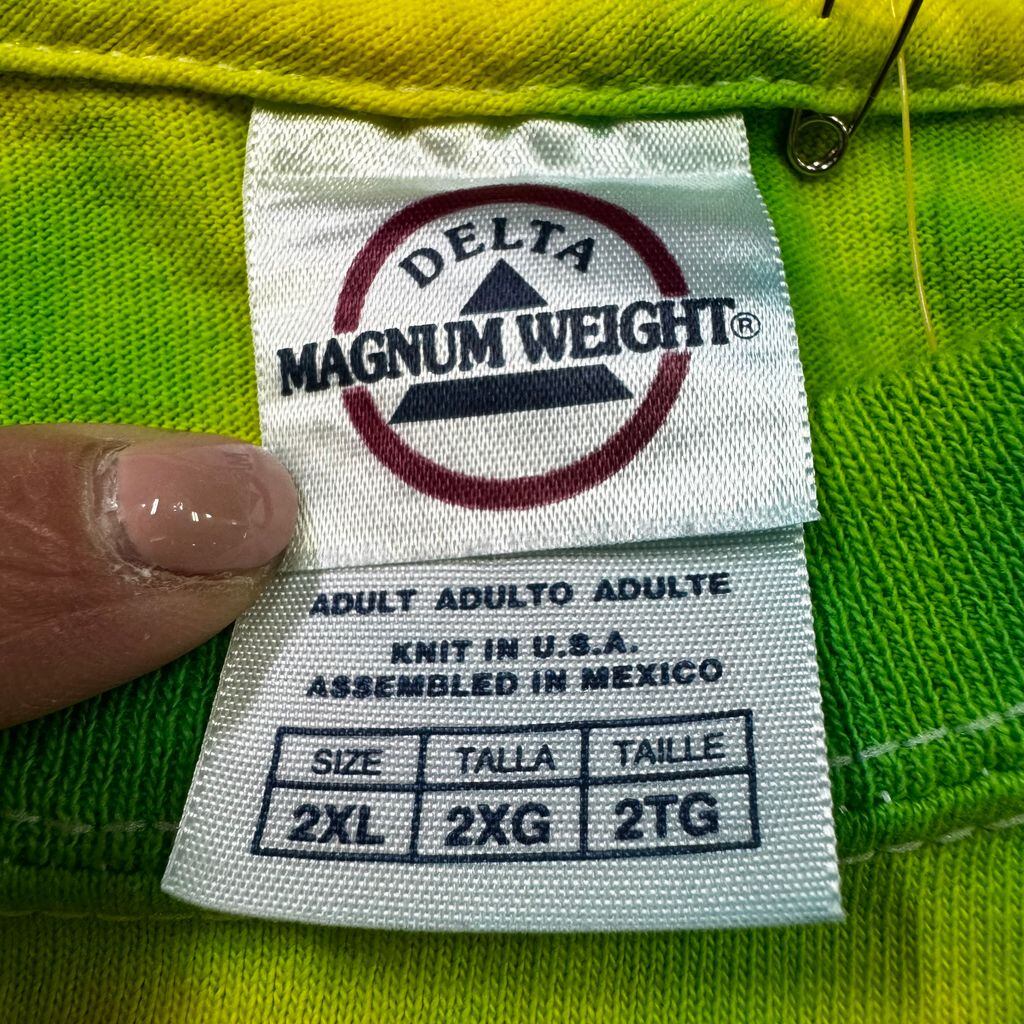 DELTA
MAGNUM WEIGHT®
ADULT ADULTO ADULTE
KNIT IN U.S.A.
ASSEMBLED IN MEXICO
SIZE TALLA TAILLE
2XL 2XG 2TG